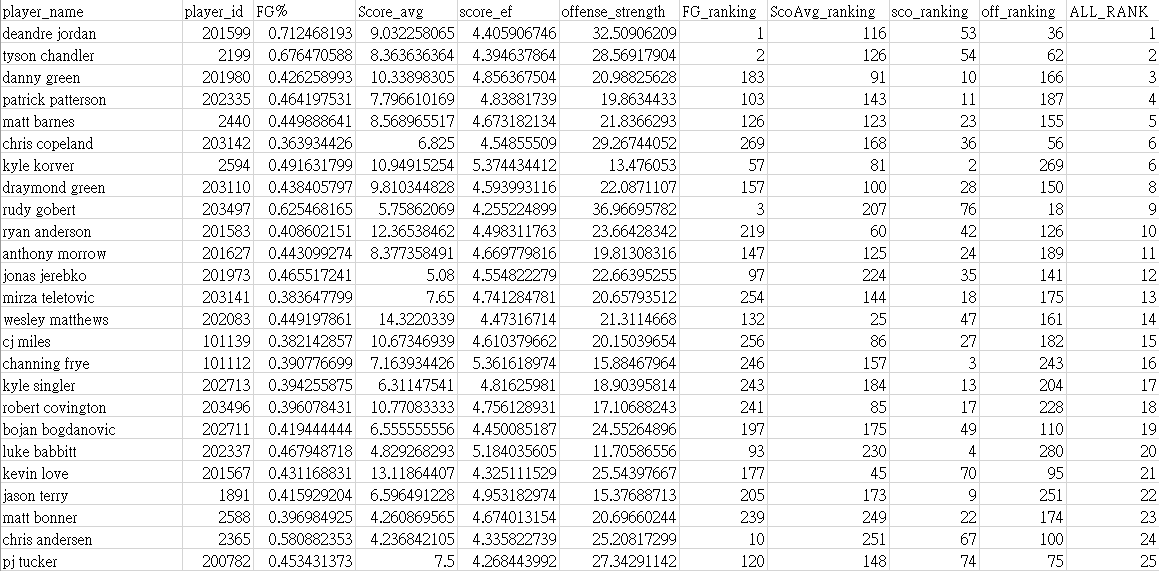 player_name player_id FG% Score_avg score_ef offense_strength FG_ranking ScoAvg_ranking sco_ranking off_ranking ALL_RANK
deandre jordan 201599 0.712468193 9.032258065 4.405906746 32.50906209 1 116 53 36 1
tyson chandler 2199 0.676470588 8.363636364 4.394637864 28.56917904 2 126 54 62 2
danny green 201980 0.426258993 10.33898305 4.856367504 20.98825628 183 91 10 166 3
patrick patterson 202335 0.464197531 7.796610169 4.83881739 19.8634433 103 143 11 187 4
matt barnes 2440 0.449888641 8.568965517 4.673182134 21.8366293 126 123 23 155 5
chris copeland 203142 0.363934426 6.825 4.54855509 29.26744065 269 168 36 56 6
kyle korver 2594 0.491631799 10.94915254 5.374434412 13.476053 57 81 2 269 6
draymond green 203110 0.438405797 9.810344828 4.593993116 22.0871107 157 100 28 150 8
rudy gobert 203497 0.625468165 5.75862069 4.255224899 36.96695782 3 207 76 18 9
ryan anderson 201583 0.408602151 12.36538462 4.498311763 23.66428342 219 60 42 126 10
anthony morrow 201627 0.443099274 8.377358491 4.669779816 19.81308316 147 125 24 189 11
jonas jerebko 201973 0.465517241 5.08 4.554822279 22.66395255 97 224 35 141 12
mirza teletovic 203141 0.383647799 7.65 4.741284781 20.65793512 254 144 18 175 13
wesley matthews 202083 0.449197861 14.3220339 4.47316714 21.3114668 132 25 47 161 14
cj miles 101139 0.382142857 10.67346939 4.610379662 20.15039654 256 86 27 182 15
channing frye 101112 0.390776699 7.163934426 5.361618974 15.88467964 246 157 3 243 16
kyle singler 202713 0.394255875 6.31147541 4.81625981 18.90395814 243 184 13 204 17
robert covington 203496 0.396078431 10.77083333 4.756128931 17.10688243 241 85 17 228 18
bojan bogdanovic 202711 0.419444444 6.555555556 4.450085187 24.55264896 197 175 49 110 19
luke babbitt 202337 0.467948718 4.829268293 5.184035605 11.70586556 93 230 4 280 20
kevin love 201567 0.431168831 13.11864407 4.325111529 25.54397667 177 45 70 95 21
jason terry 1891 0.415929204 6.596491228 4.953182974 15.37688713 205 173 9 251 22
matt bonner 2588 0.396984925 4.260869565 4.674013154 20.69660244 239 249 22 174 23
chris andersen 2365 0.580882353 4.236842105 4.335822739 25.20817299 10 251 67 100 24
pj tucker 200782 0.453431373 7.5 4.268443992 27.34291142 120 148 74 75 25